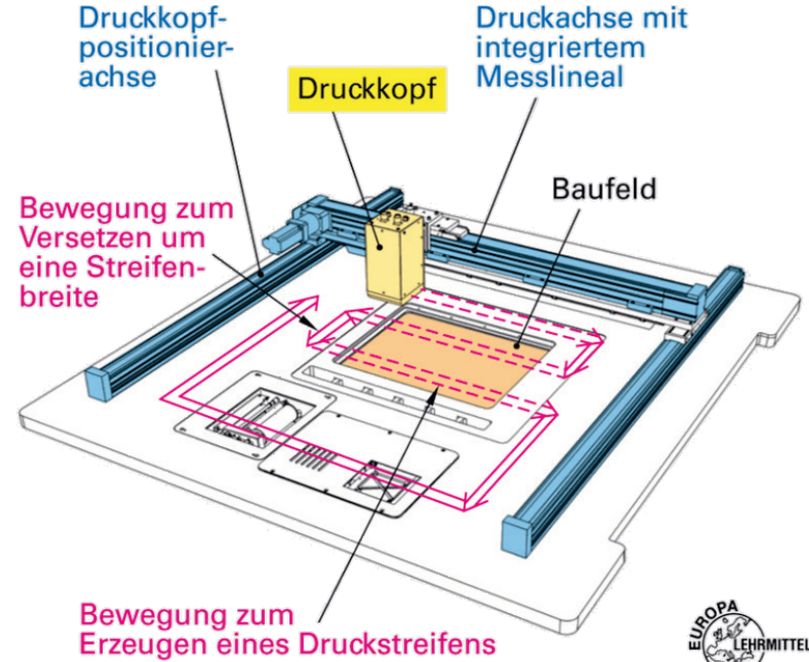 Druckkopf-
positionier-
achse
Druckkopf
Druckachse mit
integriertem
Messlineal
Baufeld
Bewegung zum
Versetzen um
eine Streifen-
breite
Bewegung zum
Erzeugen eines Druckstreifens
EUROPA
LEHRMITTEL